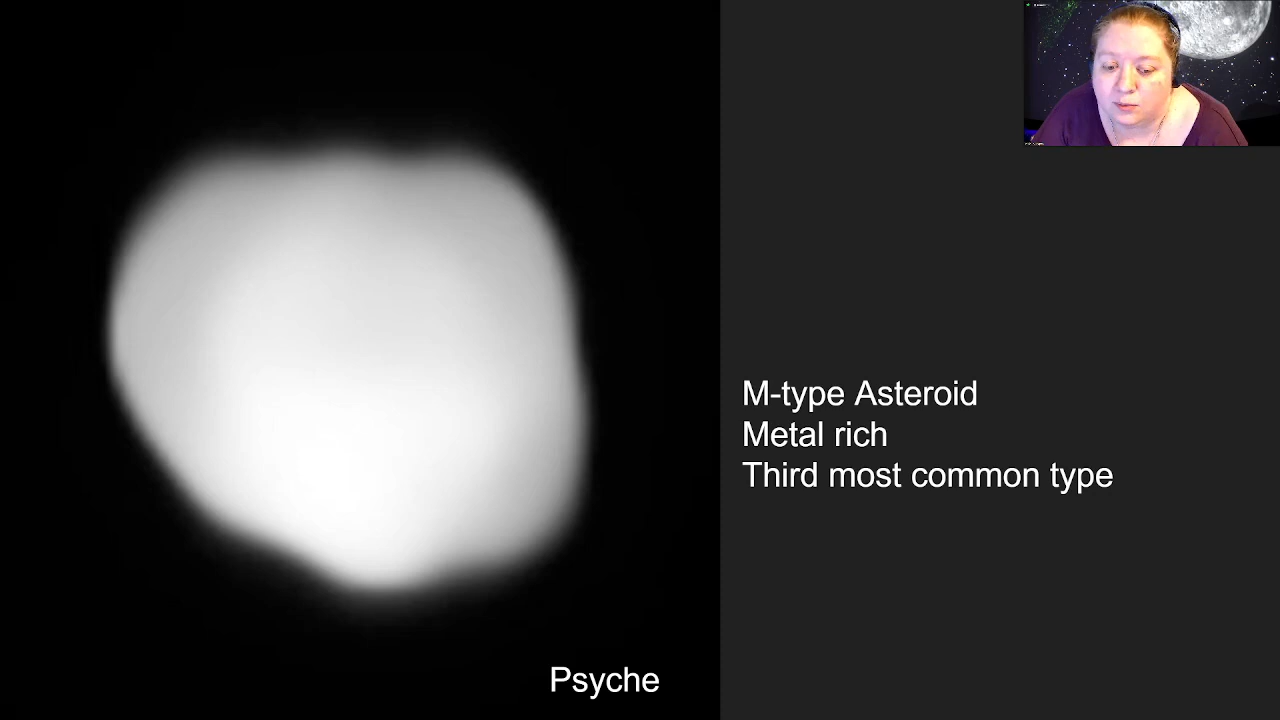 M-type Asteroid
Metal rich
Third most common type
Psyche